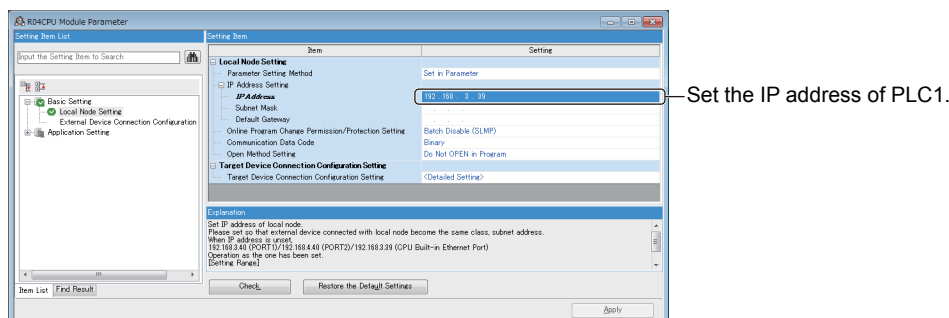 R04CPU Module Parameter
Setting Item List
Input the Setting Item to Search
Basic Setting
Local Node Setting
External Device Connection Configuration
Application Setting
Item List Find Result
Setting Item
Item Setting
Local Node Setting
Parameter Setting Method Set in Parameter
IP Address Setting
IP Address 192 . 168 . 3 . 39
Subnet Mask . . .
Default Gateway . . .
Online Program Change Permission/Protection Setting Batch Disable (SLMP)
Communication Data Code Binary
Open Method Setting Do Not OPEN in Program
Target Device Connection Configuration Setting
Target Device Connection Configuration Setting <Detailed Setting>
Explanation
Set IP address of local node.
Please set so that external device connected with local node become the same class, subnet address.
When IP address is unset,
192.168.3.40 (PORT1)/192.168.4.40 (PORT2)/192.168.3.39 (CPU Built-in Ethernet Port)
Operation as the one has been set.
[Setting Range]
Check
Restore the Default Settings
Apply
Set the IP address of PLC1.